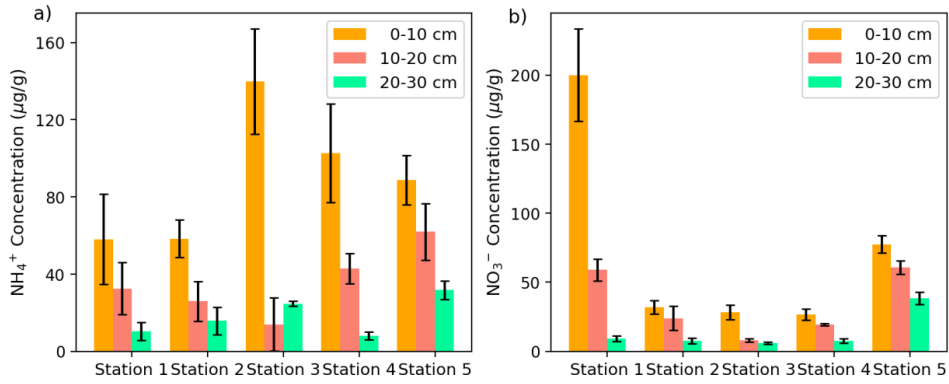 a)
NH₄⁺ Concentration (μg/g)
160
120
80
40
0
0-10 cm
10-20 cm
20-30 cm
Station 1 Station 2 Station 3 Station 4 Station 5
b)
NO₃⁻ Concentration (μg/g)
200
150
100
50
0
0-10 cm
10-20 cm
20-30 cm
Station 1 Station 2 Station 3 Station 4 Station 5